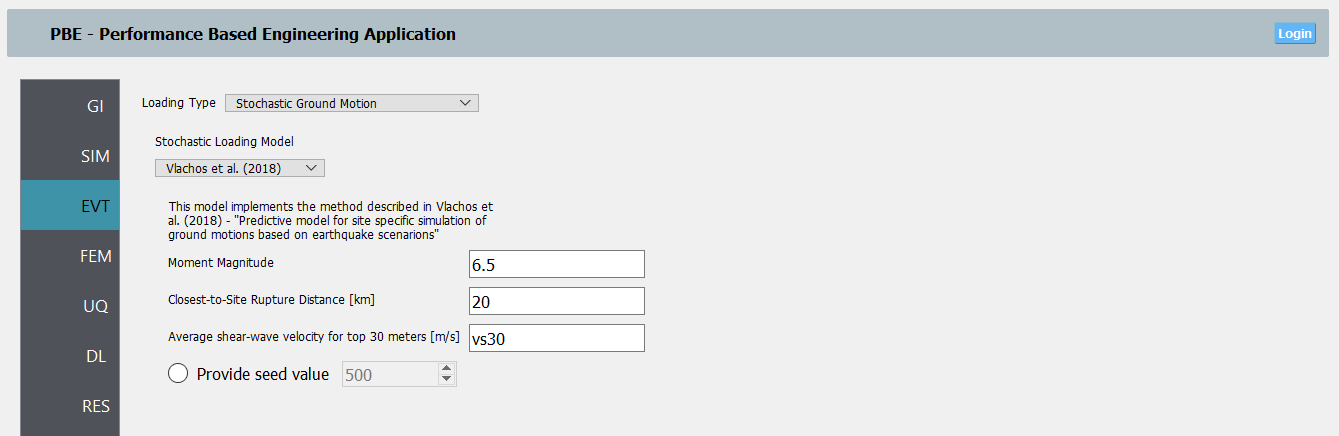 PBE - Performance Based Engineering Application
Login
GI
SIM
EVT
FEM
UQ
DL
RES
Loading Type
Stochastic Ground Motion
Stochastic Loading Model
Vlachos et al. (2018)
This model implements the method described in Vlachos et
al. (2018) - "Predictive model for site specific simulation of
ground motions based on earthquake scenarions"
Moment Magnitude
6.5
Closest-to-Site Rupture Distance [km]
20
Average shear-wave velocity for top 30 meters [m/s]
vs30
Provide seed value
500